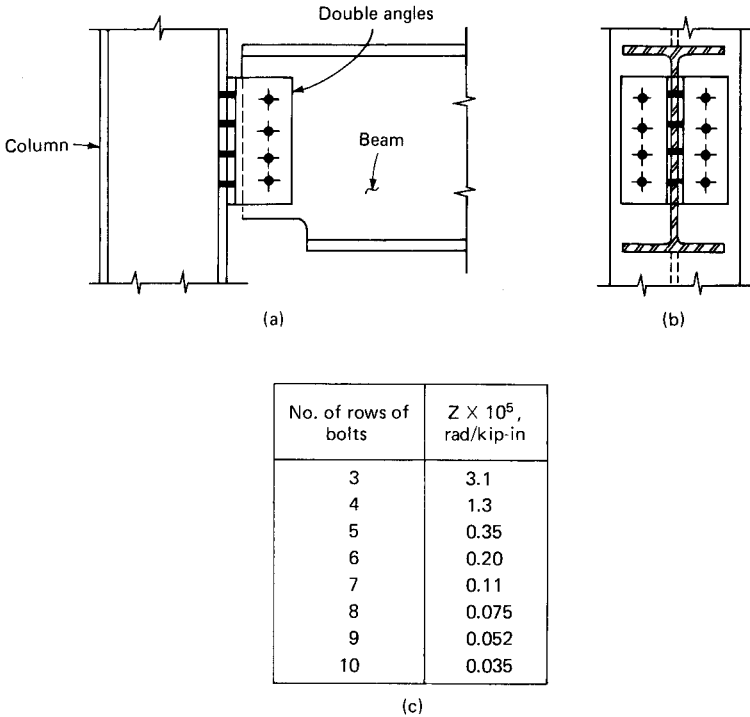 Double angles
Column
Beam
(a)
(b)
No. of rows of
bolts
Z X 10⁵,
rad/kip-in
3 3.1
4 1.3
5 0.35
6 0.20
7 0.11
8 0.075
9 0.052
10 0.035
(c)